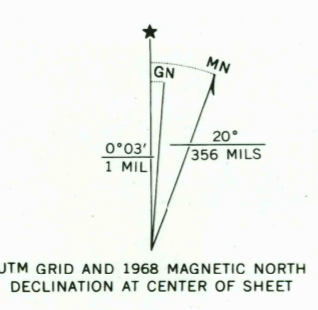 GN
MN
0°03′
1 MIL
20°
356 MILS
UTM GRID AND 1968 MAGNETIC NORTH
DECLINATION AT CENTER OF SHEET